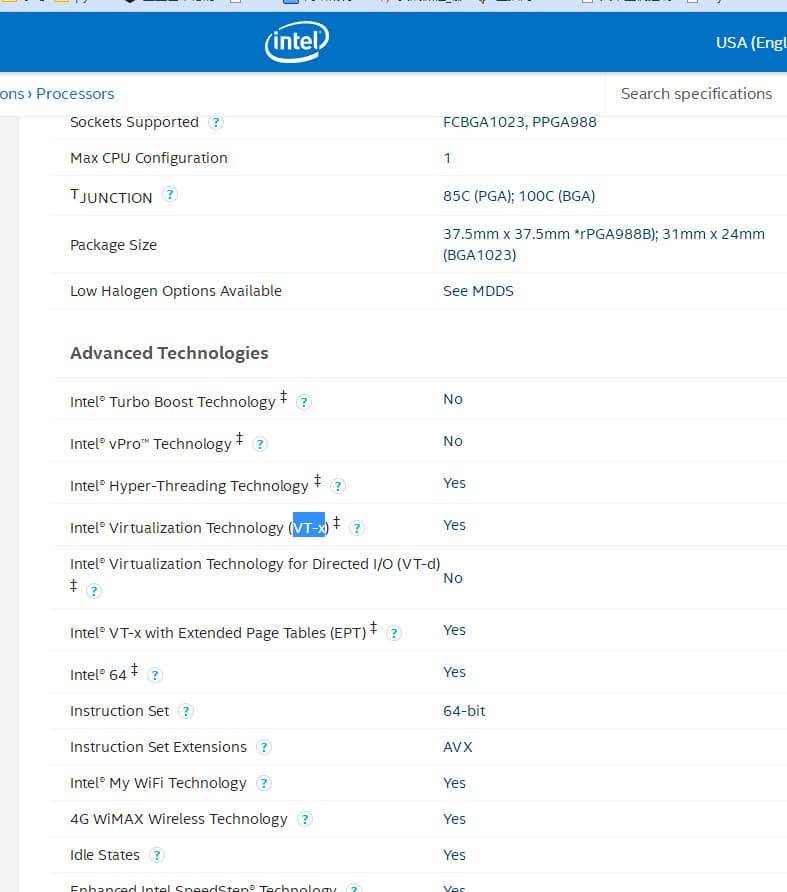 intel
USA (Engl
ons › Processors
Search specifications
Sockets Supported ? FCBGA1023, PPGA988
Max CPU Configuration 1
TJUNCTION ? 85C (PGA); 100C (BGA)
Package Size 37.5mm x 37.5mm *rPGA988B); 31mm x 24mm
(BGA1023)
Low Halogen Options Available See MDDS
Advanced Technologies
Intel® Turbo Boost Technology ‡ ? No
Intel® vPro™ Technology ‡ ? No
Intel® Hyper-Threading Technology ‡ ? Yes
Intel® Virtualization Technology (VT-x) ‡ ? Yes
Intel® Virtualization Technology for Directed I/O (VT-d)
‡ ? No
Intel® VT-x with Extended Page Tables (EPT) ‡ ? Yes
Intel® 64 ‡ ? Yes
Instruction Set ? 64-bit
Instruction Set Extensions ? AVX
Intel® My WiFi Technology ? Yes
4G WiMAX Wireless Technology ? Yes
Idle States ? Yes
Enhanced Intel SpeedStep® Technology ? Yes